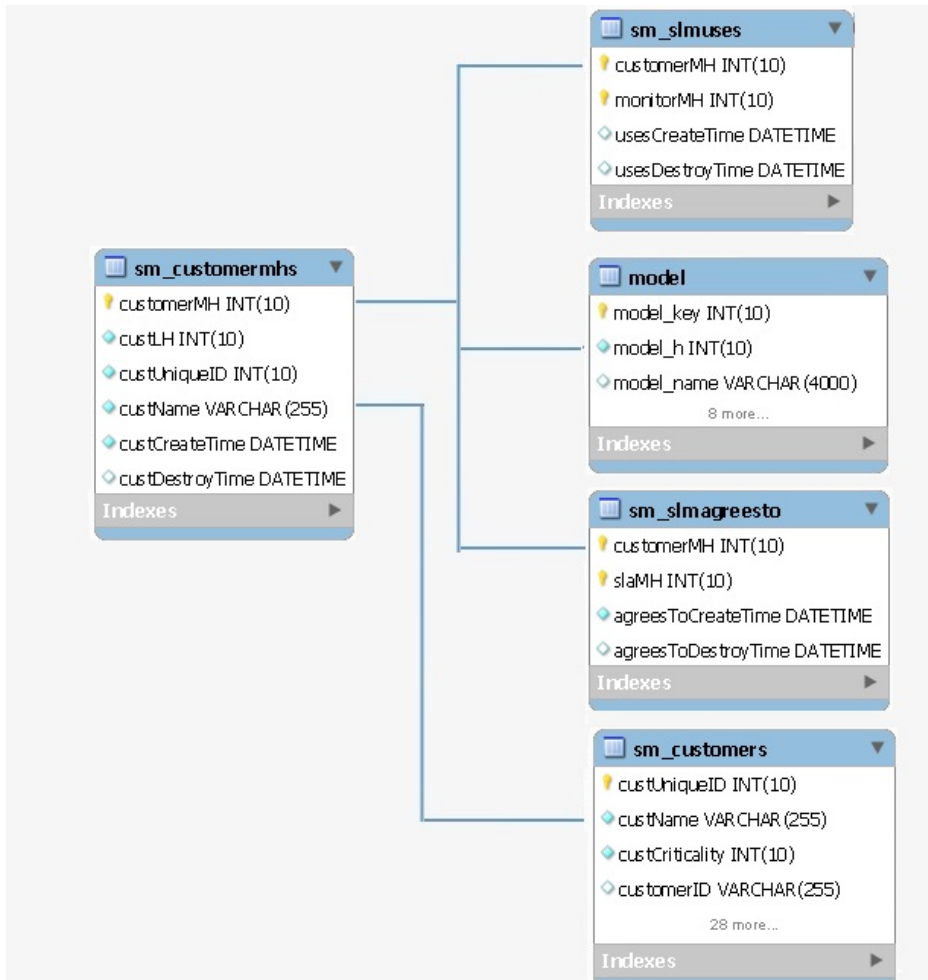 sm_slmuses
customerMH INT(10)
monitorMH INT(10)
usesCreateTime DATETIME
usesDestroyTime DATETIME
Indexes
sm_customermhs
customerMH INT(10)
custLH INT(10)
custUniqueID INT(10)
custName VARCHAR(255)
custCreateTime DATETIME
custDestroyTime DATETIME
Indexes
model
model_key INT(10)
model_h INT(10)
model_name VARCHAR(4000)
8 more...
Indexes
sm_slmagreesto
customerMH INT(10)
slaMH INT(10)
agreesToCreateTime DATETIME
agreesToDestroyTime DATETIME
Indexes
sm_customers
custUniqueID INT(10)
custName VARCHAR(255)
custCriticality INT(10)
customerID VARCHAR(255)
28 more...
Indexes